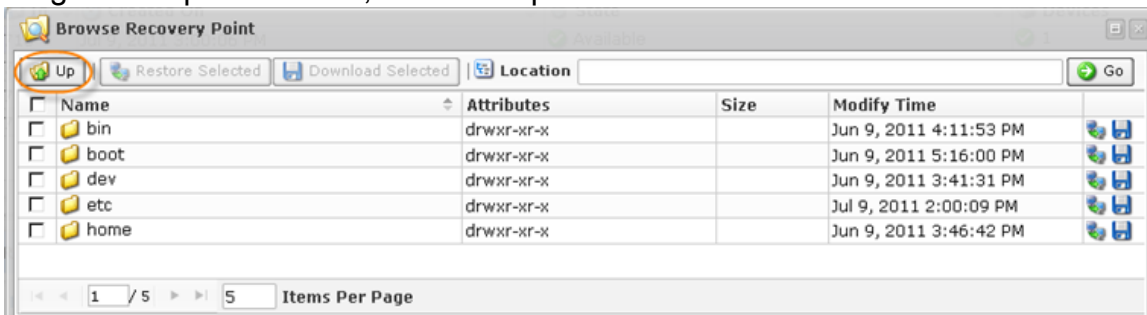 Browse Recovery Point
Up Restore Selected Download Selected Location Go
Name Attributes Size Modify Time
bin drwxr-xr-x Jun 9, 2011 4:11:53 PM
boot drwxr-xr-x Jun 9, 2011 5:16:00 PM
dev drwxr-xr-x Jun 9, 2011 3:41:31 PM
etc drwxr-xr-x Jul 9, 2011 2:00:09 PM
home drwxr-xr-x Jun 9, 2011 3:46:42 PM
1 / 5 5 Items Per Page